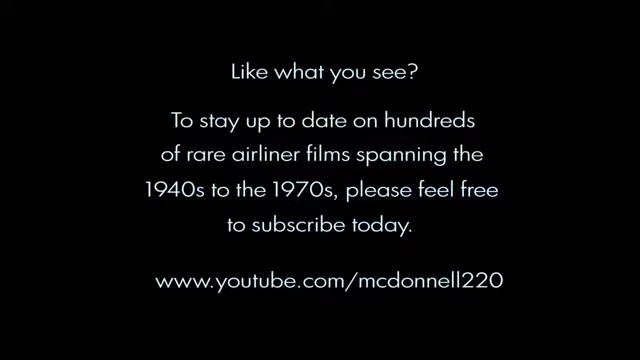 Like what you see?
To stay up to date on hundreds
of rare airliner films spanning the
1940s to the 1970s, please feel free
to subscribe today.
www.youtube.com/mcdonnell220